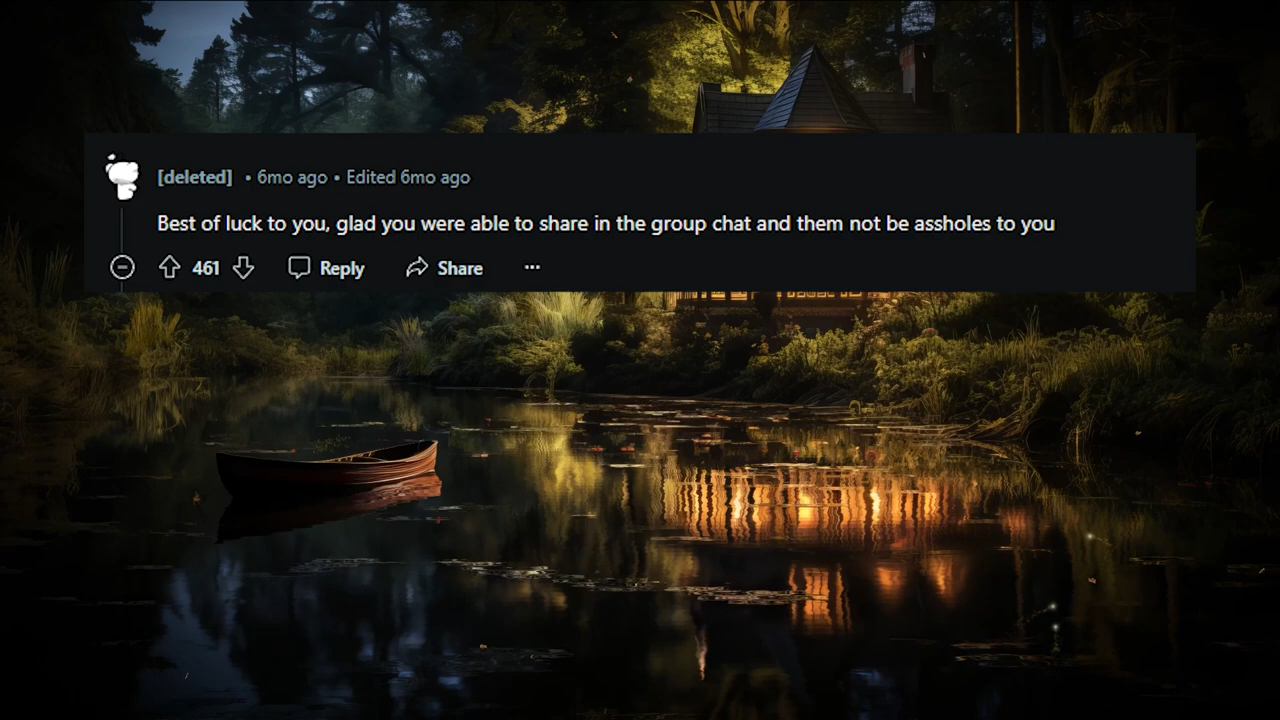 [deleted] • 6mo ago • Edited 6mo ago
Best of luck to you, glad you were able to share in the group chat and them not be assholes to you
461 Reply Share ...